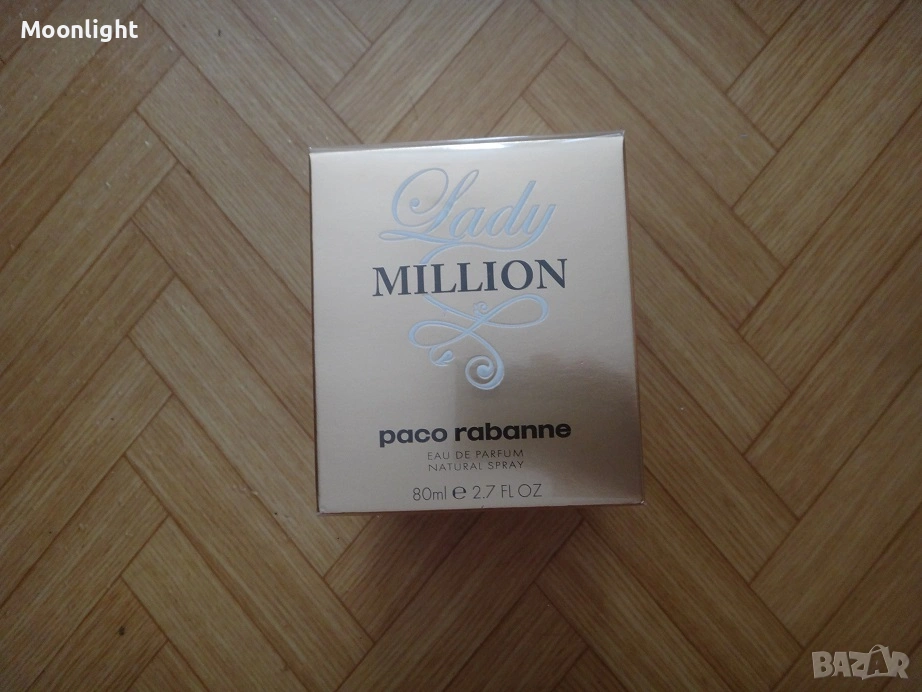 Moonlight
Lady
MILLION
paco rabanne
EAU DE PARFUM
NATURAL SPRAY
80ml ℮ 2.7 FL OZ
BAZAR